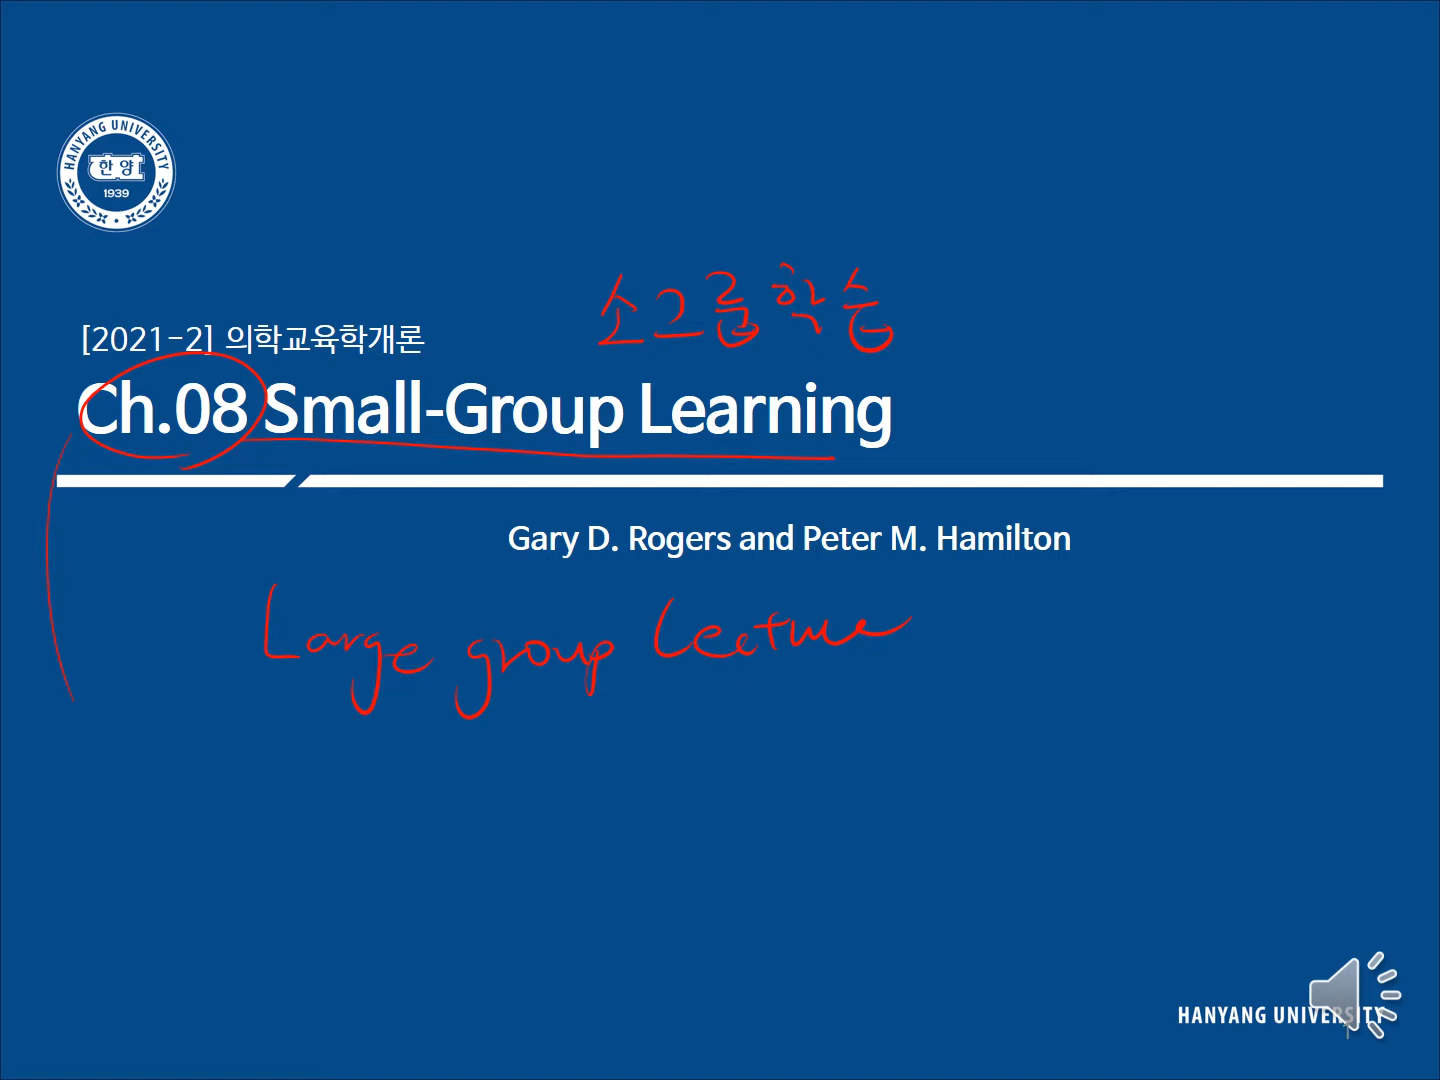 HANYANG UNIVERSITY
한양
1939
소그룹학습
[2021-2] 의학교육학개론
Ch.08 Small-Group Learning
Gary D. Rogers and Peter M. Hamilton
Large group Lecture
HANYANG UNIVERSITY
1